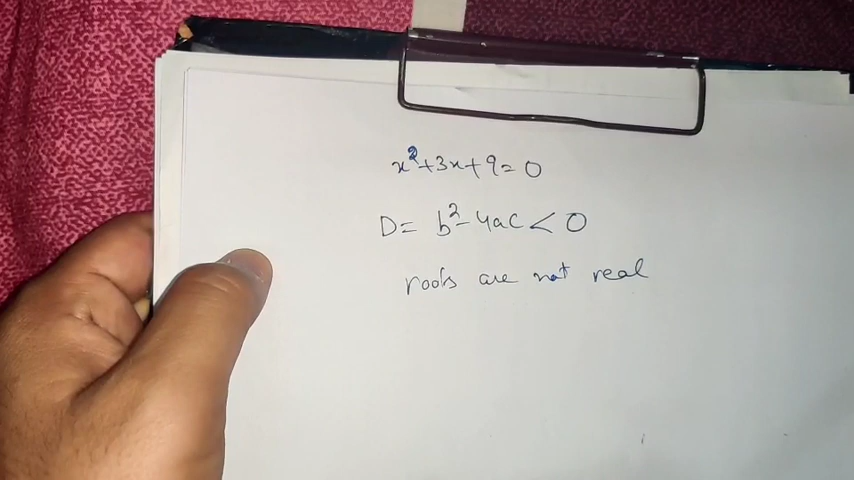 x²+3x+9=0
D= b²-4ac<0
roots are not real